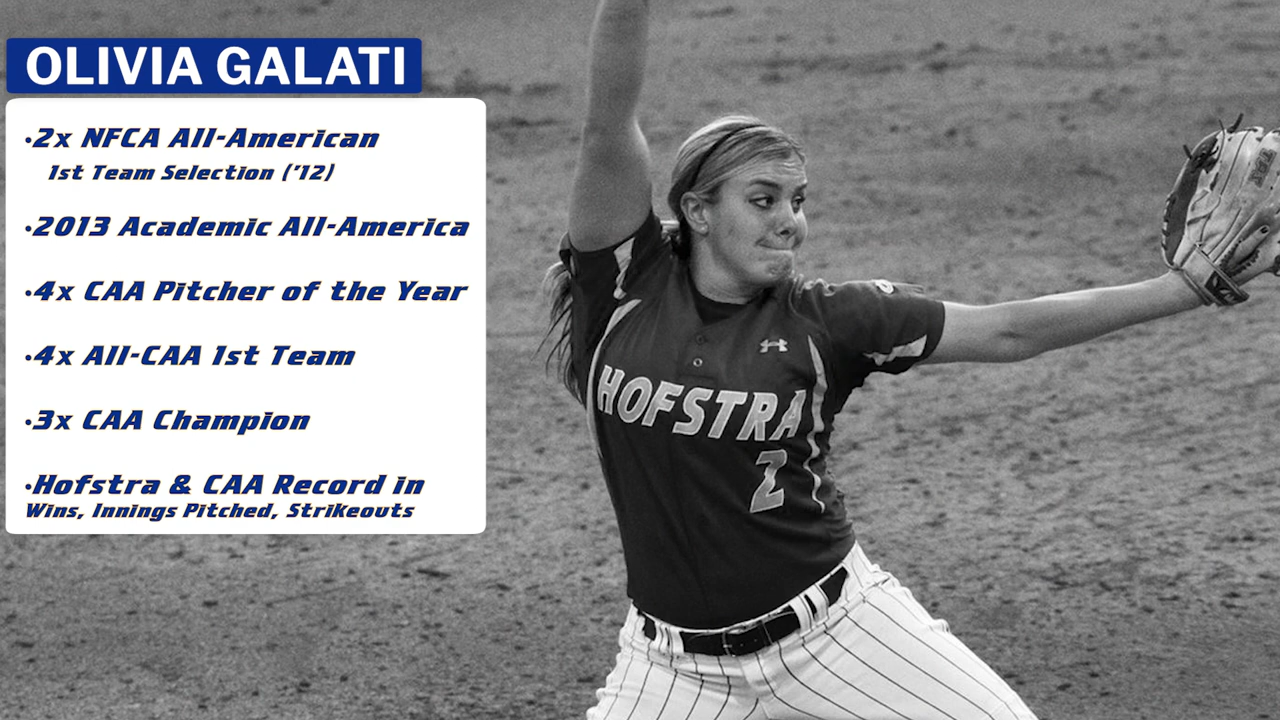 OLIVIA GALATI
•2x NFCA All-American
1st Team Selection ('12)
•2013 Academic All-America
•4x CAA Pitcher of the Year
•4x All-CAA 1st Team
•3x CAA Champion
•Hofstra & CAA Record in
Wins, Innings Pitched, Strikeouts
HOFSTRA
2